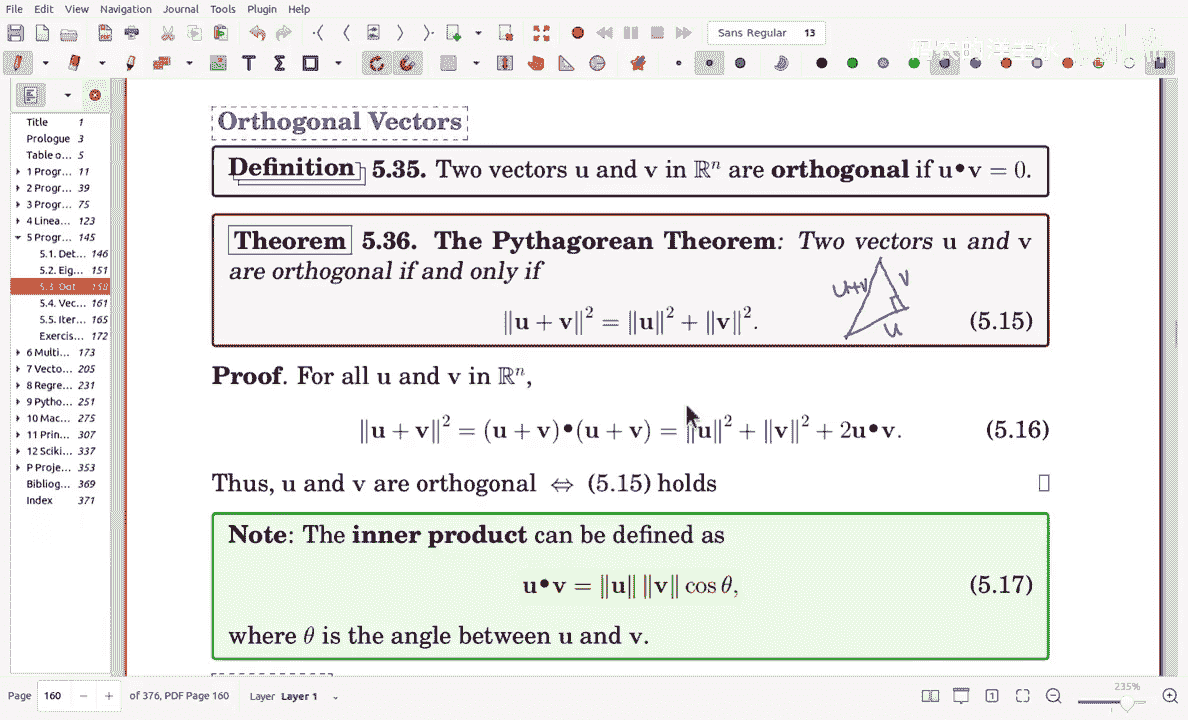 File Edit View Navigation Journal Tools Plugin Help
Sans Regular 13
Title 1
Prologue 3
Table o... 5
1 Progr... 11
2 Progr... 39
3 Progr... 75
4 Linea... 123
5 Progr... 145
5.1. Det... 146
5.2. Eig... 151
5.3. Dot ... 158
5.4. Vec... 161
5.5. Iter... 165
Exercis... 172
6 Multi... 173
7 Vecto... 205
8 Regre... 231
9 Pytho... 251
10 Mac... 275
11 Prin... 307
12 Sciki... 337
P Proje... 353
Bibliog... 369
Index 371
Orthogonal Vectors
Definition 5.35. Two vectors u and v in ℝⁿ are orthogonal if u•v = 0.
Theorem 5.36. The Pythagorean Theorem: Two vectors u and v
are orthogonal if and only if
‖u + v‖² = ‖u‖² + ‖v‖². (5.15)
u+v v
u
Proof. For all u and v in ℝⁿ,
‖u + v‖² = (u + v)•(u + v) = ‖u‖² + ‖v‖² + 2u•v. (5.16)
Thus, u and v are orthogonal ⇔ (5.15) holds
Note: The inner product can be defined as
u•v = ‖u‖ ‖v‖ cos θ, (5.17)
where θ is the angle between u and v.
Page 160 of 376, PDF Page 160 Layer Layer 1 235%